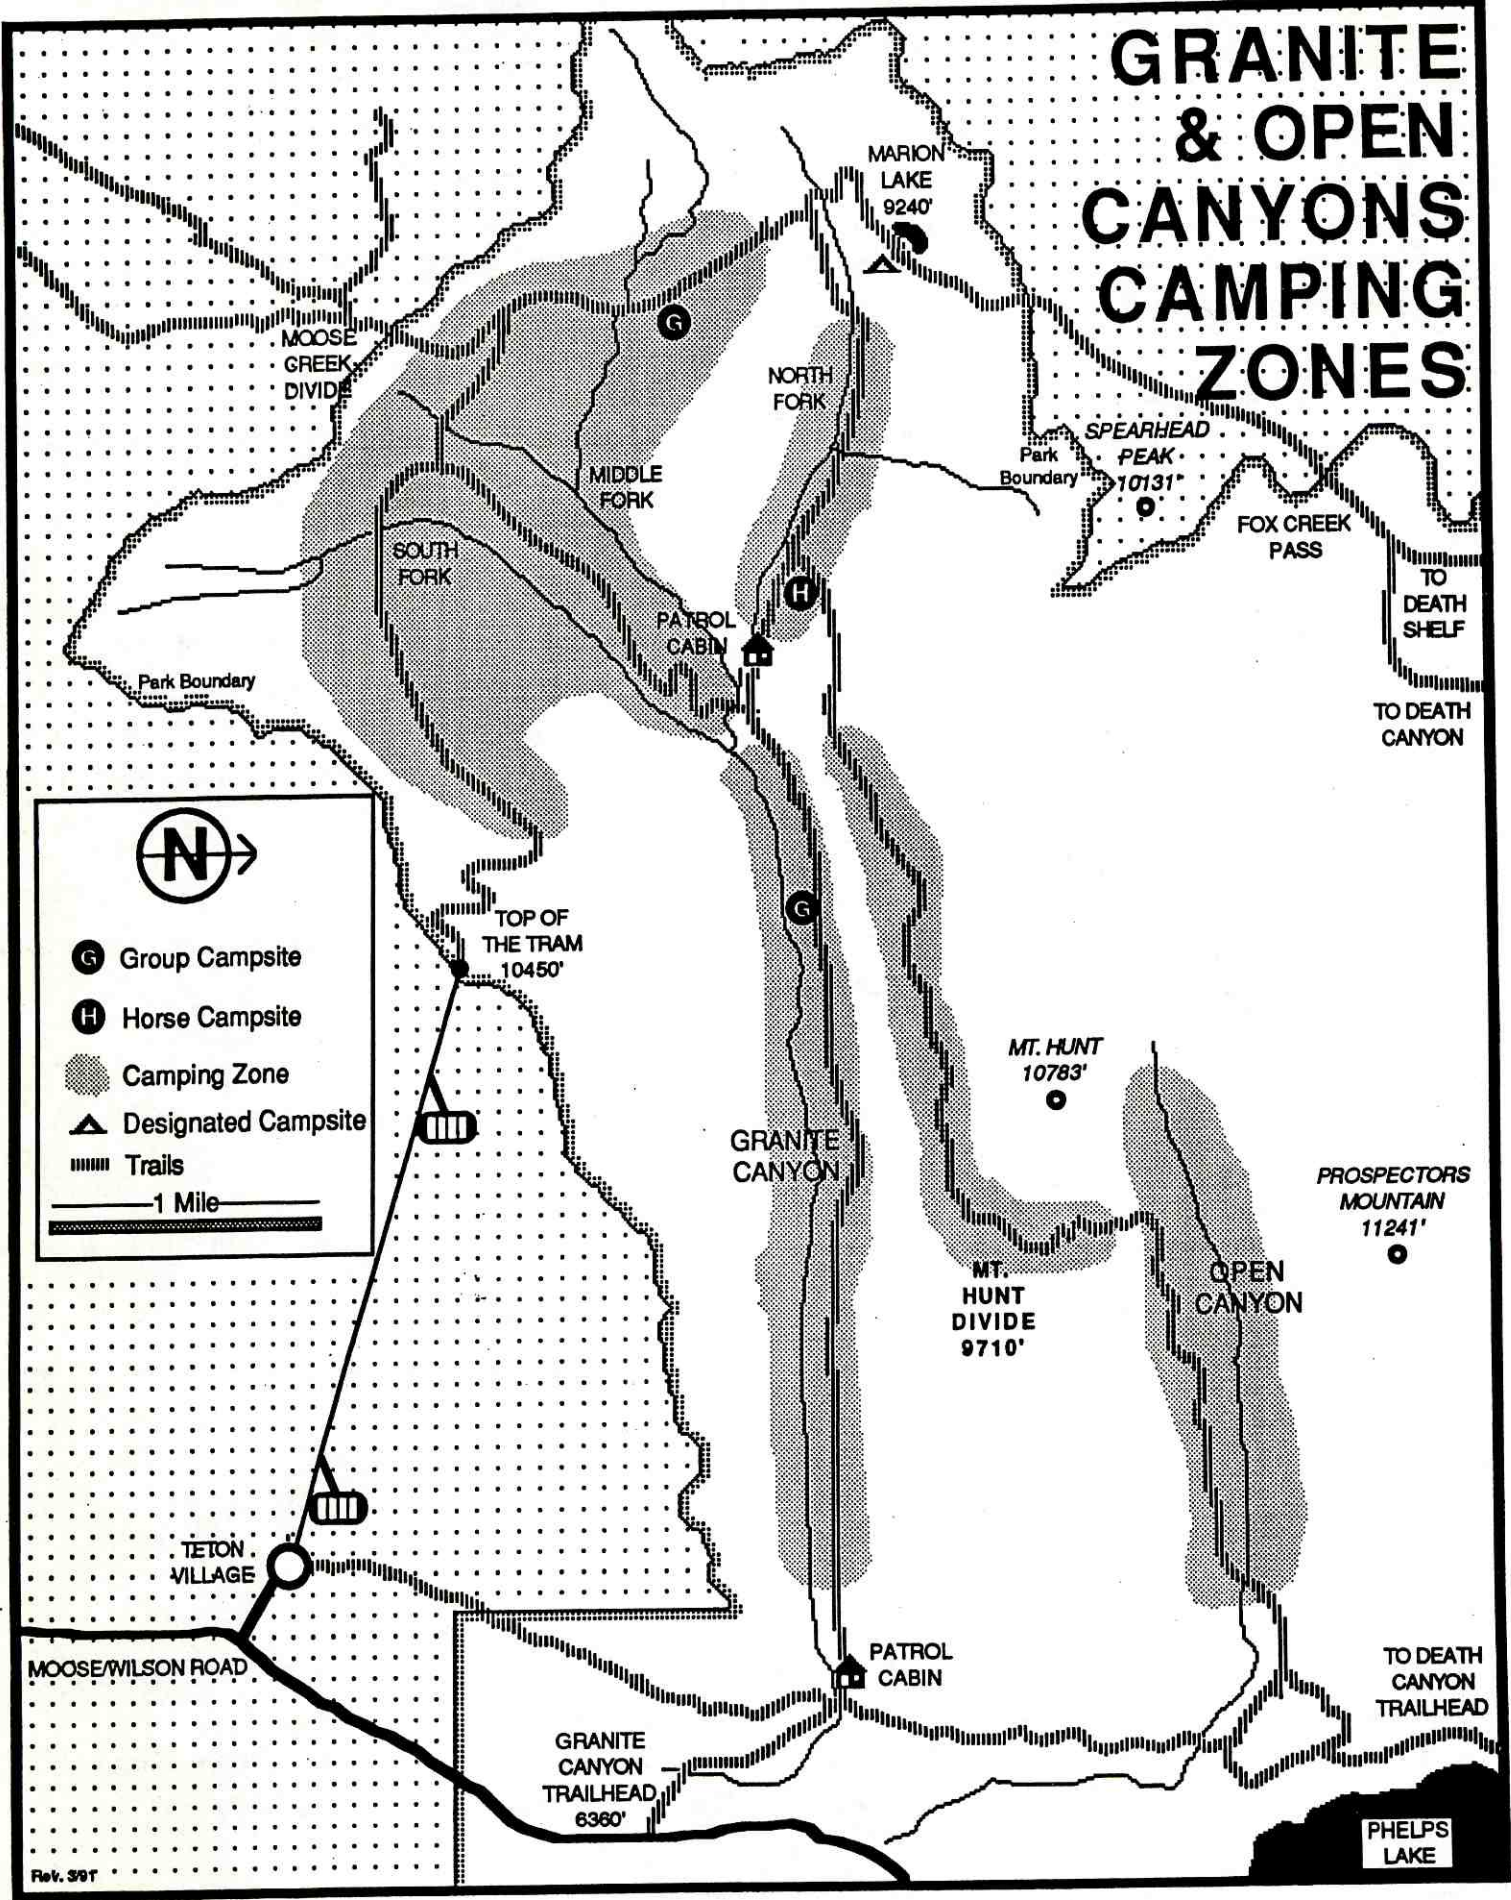 GRANITE
& OPEN
CANYONS
CAMPING
ZONES
MARION
LAKE
9240'
MOOSE
CREEK
DIVIDE
G
NORTH
FORK
SPEARHEAD
PEAK
10131'
Park
Boundary
MIDDLE
FORK
FOX CREEK
PASS
SOUTH
FORK
TO
DEATH
SHELF
H
PATROL
CABIN
Park Boundary
TO DEATH
CANYON
N
G
TOP OF
THE TRAM
10450'
G Group Campsite
H Horse Campsite
Camping Zone
Designated Campsite
Trails
1 Mile
MT. HUNT
10783'
GRANITE
CANYON
PROSPECTORS
MOUNTAIN
11241'
MT.
HUNT
DIVIDE
9710'
OPEN
CANYON
TETON
VILLAGE
MOOSE/WILSON ROAD
PATROL
CABIN
TO DEATH
CANYON
TRAILHEAD
GRANITE
CANYON
TRAILHEAD
6360'
PHELPS
LAKE
Rev. 3/91